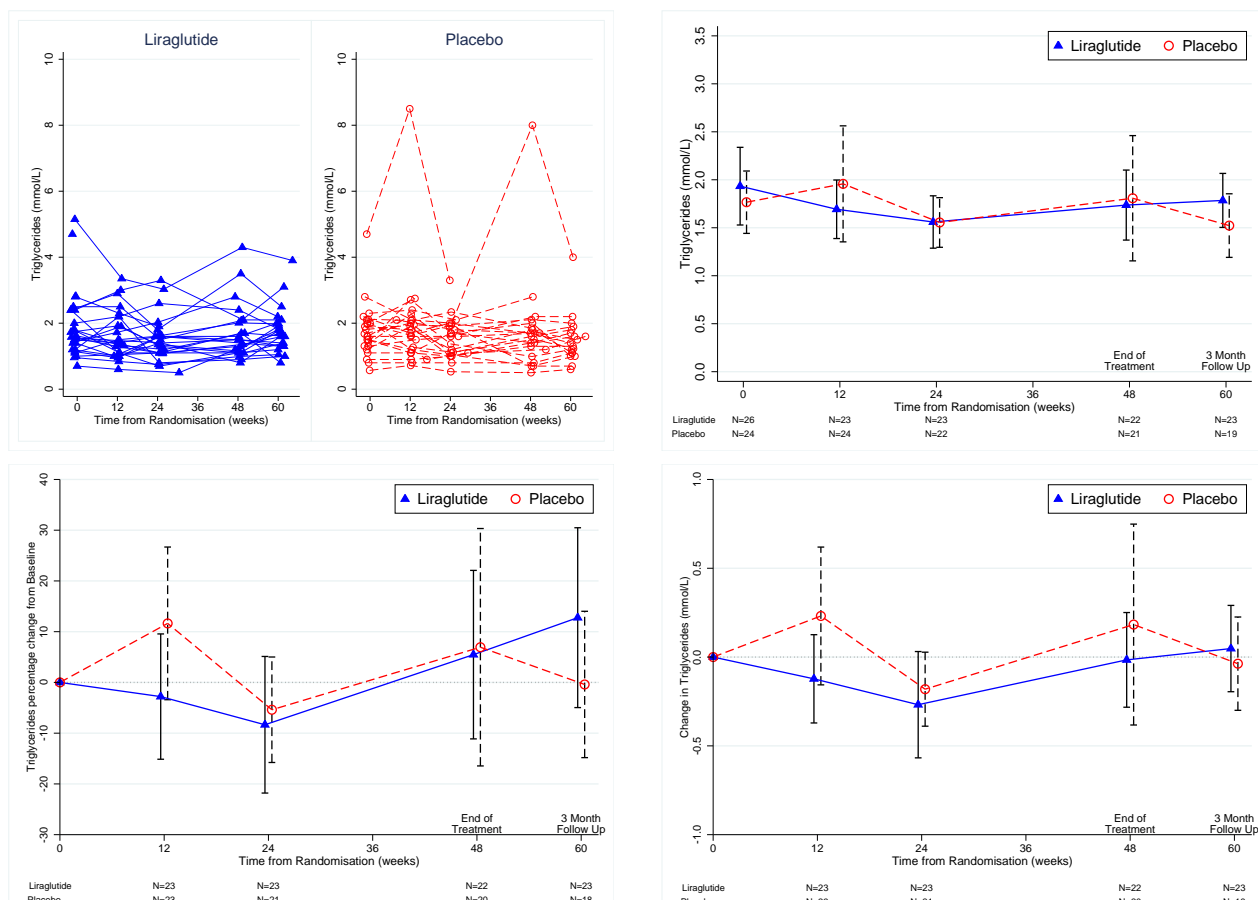 Liraglutide
Placebo
Triglycerides (mmol/L)
0 2 4 6 8 10
0 12 24 36 48 60
Time from Randomisation (weeks)
Triglycerides (mmol/L)
0 2 4 6 8 10
0 12 24 36 48 60
Time from Randomisation (weeks)
Liraglutide Placebo
Triglycerides (mmol/L)
0.0 0.5 1.0 1.5 2.0 2.5 3.0 3.5
End of
Treatment
3 Month
Follow Up
0 12 24 36 48 60
Time from Randomisation (weeks)
Liraglutide N=26 N=23 N=23 N=22 N=23
Placebo N=24 N=24 N=22 N=21 N=19
Liraglutide Placebo
Triglycerides percentage change from Baseline
-30 -20 -10 0 10 20 30 40
End of
Treatment
3 Month
Follow Up
0 12 24 36 48 60
Time from Randomisation (weeks)
Liraglutide N=23 N=23 N=22 N=23
Placebo N=23 N=21 N=20 N=18
Liraglutide Placebo
Change in Triglycerides (mmol/L)
-1.0 -0.5 0.0 0.5 1.0
End of
Treatment
3 Month
Follow Up
0 12 24 36 48 60
Time from Randomisation (weeks)
Liraglutide N=23 N=23 N=22 N=23